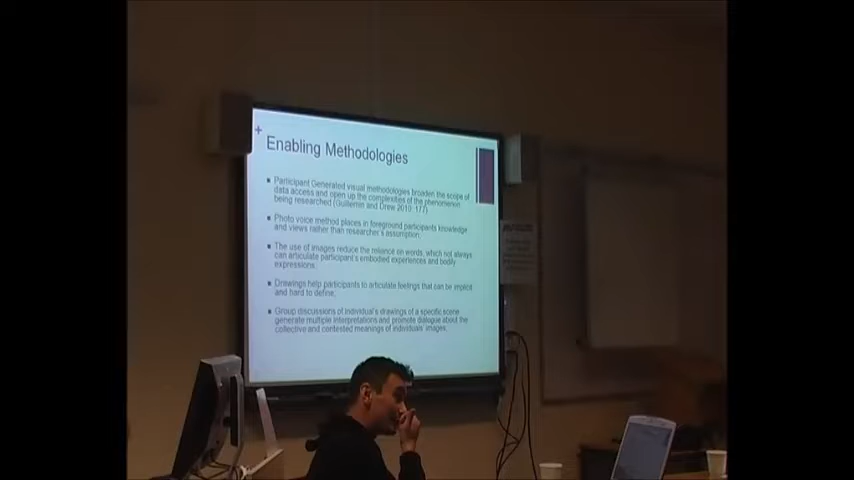 +
Enabling Methodologies
▪ Participant Generated visual methodologies broaden the scope of
data access and open up the complexities of the phenomenon
being researched (Guillemin and Drew 2010: 177)
▪ Photo voice method places in foreground participants knowledge
and views rather than researcher's assumption;
▪ The use of images reduce the reliance on words, which not always
can articulate participant's embodied experiences and bodily
expressions;
▪ Drawings help participants to articulate feelings that can be implicit
and hard to define;
▪ Group discussions of individual's drawings of a specific scene
generate multiple interpretations and promote dialogue about the
collective and contested meanings of individuals' images.